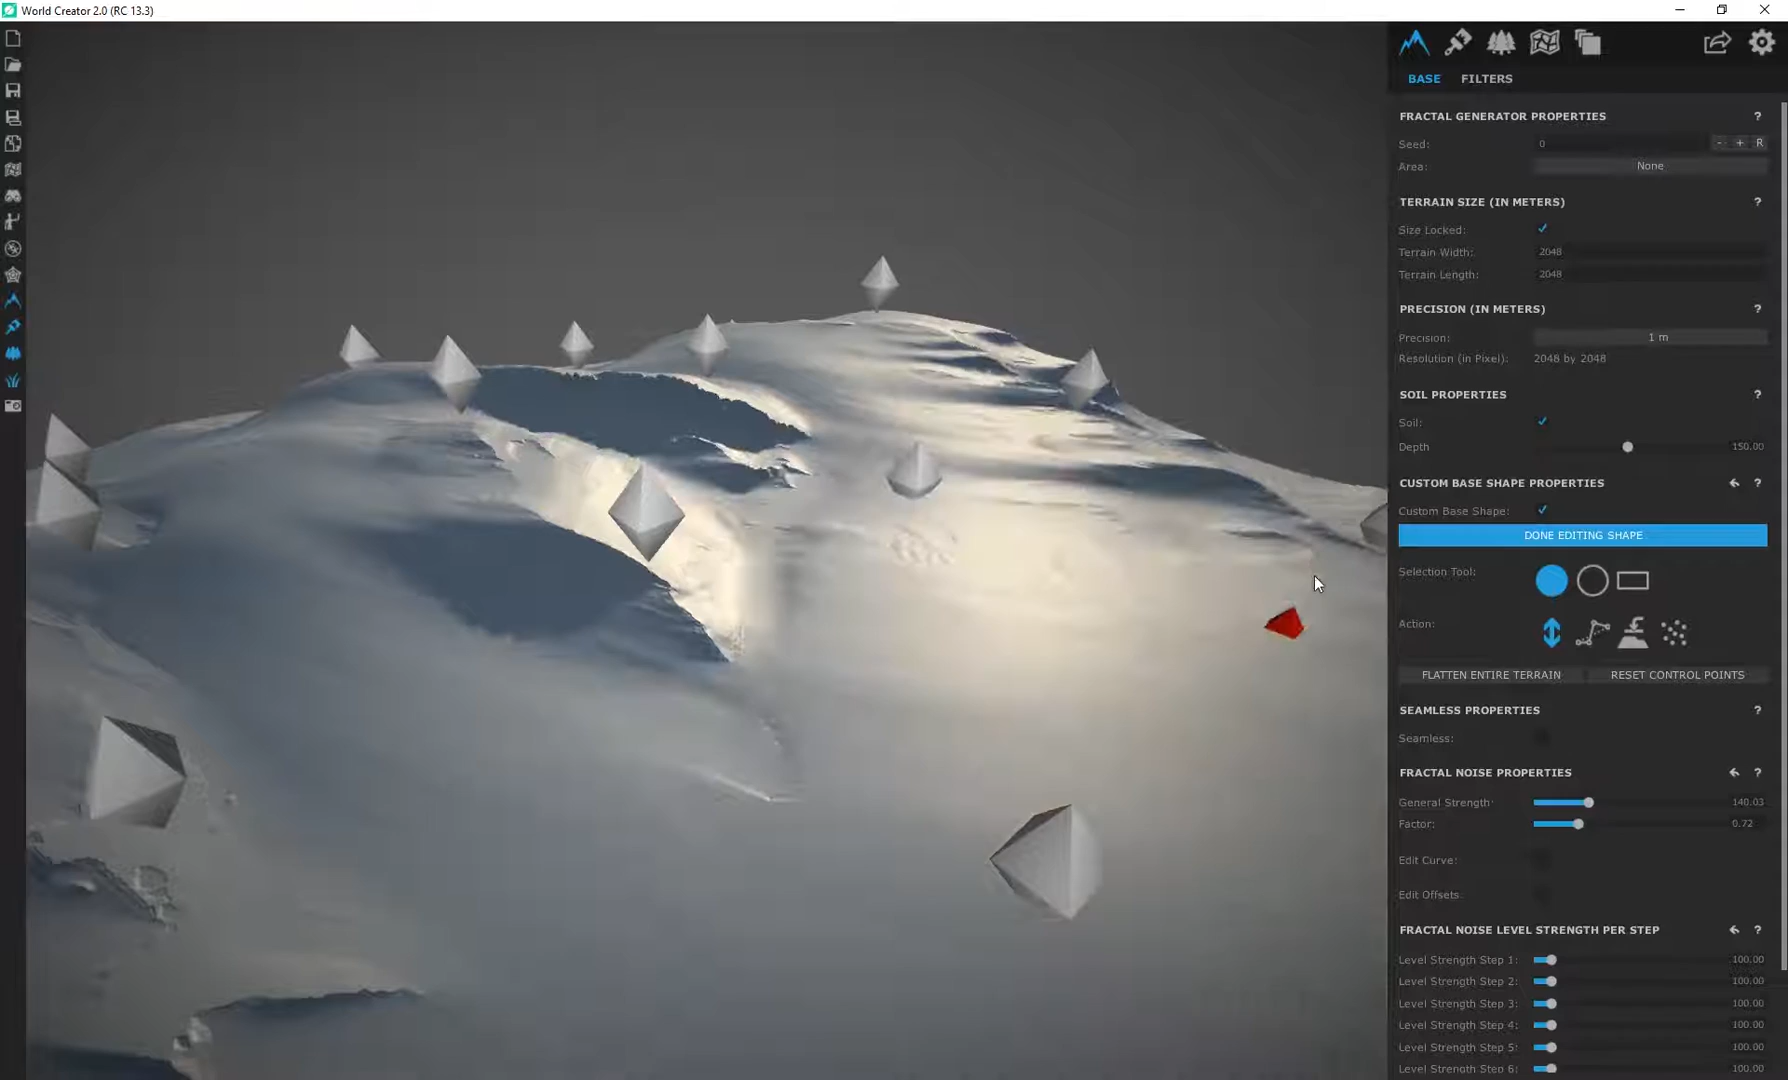 World Creator 2.0 (RC 13.3)
BASE FILTERS
FRACTAL GENERATOR PROPERTIES ?
Seed: 0 - + R
Area: None
TERRAIN SIZE (IN METERS) ?
Size Locked:
Terrain Width: 2048
Terrain Length: 2048
PRECISION (IN METERS) ?
Precision: 1 m
Resolution (in Pixel): 2048 by 2048
SOIL PROPERTIES ?
Soil:
Depth 150.00
CUSTOM BASE SHAPE PROPERTIES ?
Custom Base Shape:
DONE EDITING SHAPE
Selection Tool:
Action:
FLATTEN ENTIRE TERRAIN RESET CONTROL POINTS
SEAMLESS PROPERTIES ?
Seamless:
FRACTAL NOISE PROPERTIES ?
General Strength: 140.03
Factor: 0.72
Edit Curve:
Edit Offsets
FRACTAL NOISE LEVEL STRENGTH PER STEP ?
Level Strength Step 1: 100.00
Level Strength Step 2: 100.00
Level Strength Step 3: 100.00
Level Strength Step 4: 100.00
Level Strength Step 5: 100.00
Level Strength Step 6: 100.00